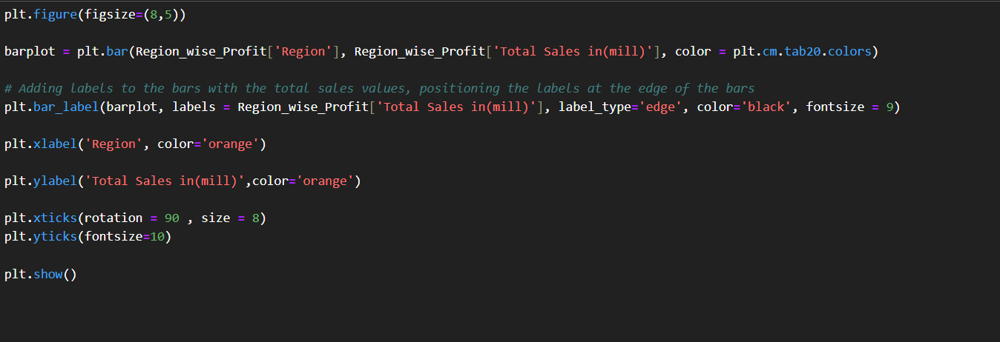 plt.figure(figsize=(8,5))
barplot = plt.bar(Region_wise_Profit['Region'], Region_wise_Profit['Total Sales in(mill)'], color = plt.cm.tab20.colors)
# Adding labels to the bars with the total sales values, positioning the labels at the edge of the bars
plt.bar_label(barplot, labels = Region_wise_Profit['Total Sales in(mill)'], label_type='edge', color='black', fontsize = 9)
plt.xlabel('Region', color='orange')
plt.ylabel('Total Sales in(mill)',color='orange')
plt.xticks(rotation = 90 , size = 8)
plt.yticks(fontsize=10)
plt.show()